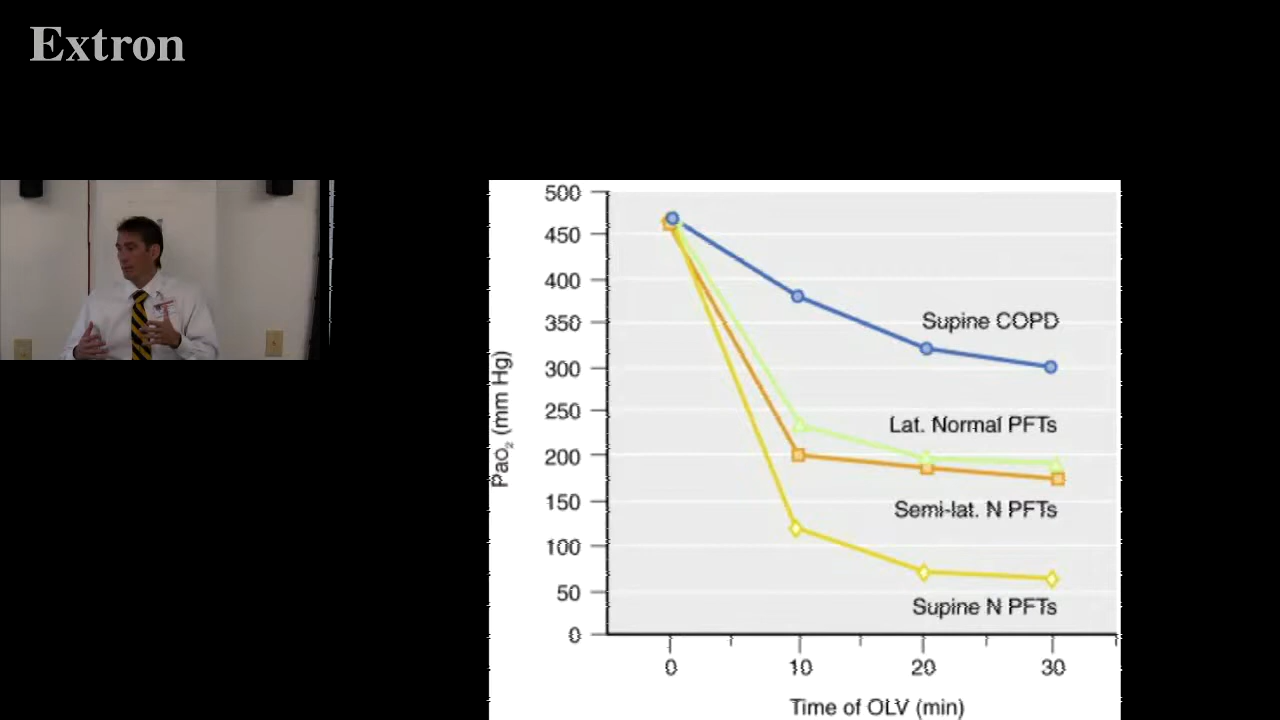 Extron
500
450
400
350
300
250
200
150
100
50
0
PaO₂ (mm Hg)
Supine COPD
Lat. Normal PFTs
Semi-lat. N PFTs
Supine N PFTs
0 10 20 30
Time of OLV (min)